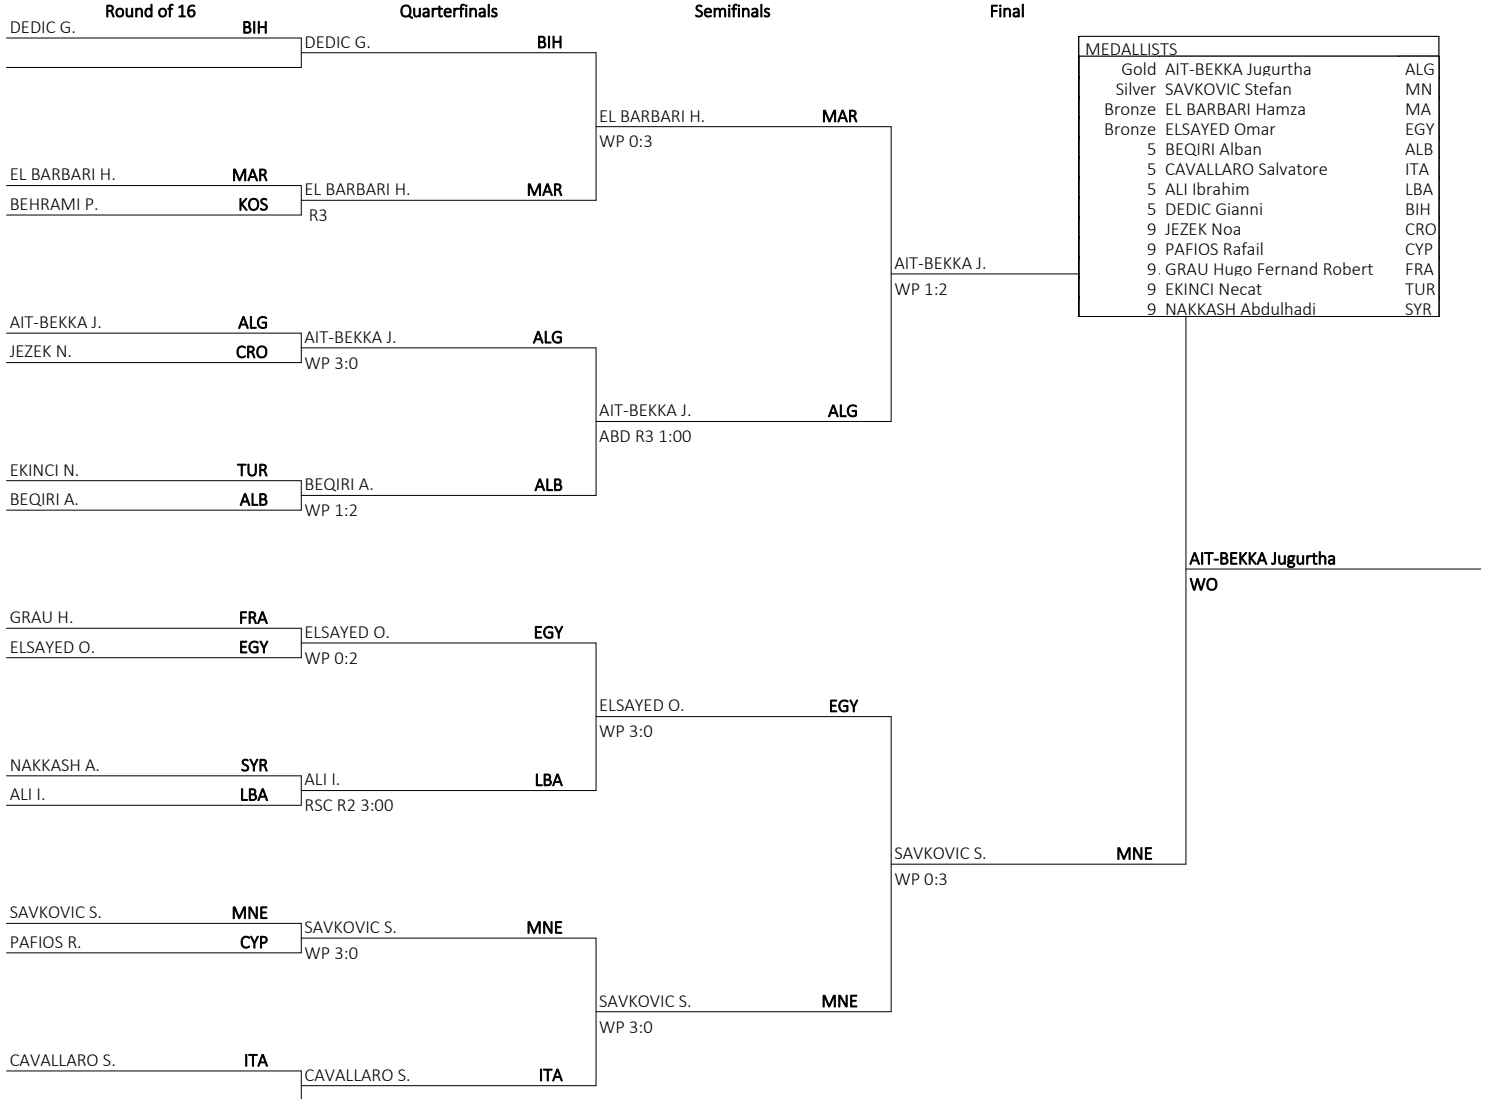 Round of 16 Quarterfinals Semifinals Final
DEDIC G. BIH
DEDIC G. BIH
MEDALLISTS
Gold AIT-BEKKA Jugurtha ALG
Silver SAVKOVIC Stefan MN
Bronze EL BARBARI Hamza MA
Bronze ELSAYED Omar EGY
5 BEQIRI Alban ALB
5 CAVALLARO Salvatore ITA
5 ALI Ibrahim LBA
5 DEDIC Gianni BIH
9 JEZEK Noa CRO
9 PAFIOS Rafail CYP
9. GRAU Hugo Fernand Robert FRA
9 EKINCI Necat TUR
9 NAKKASH Abdulhadi SYR
EL BARBARI H. MAR
WP 0:3
EL BARBARI H. MAR
EL BARBARI H. MAR
BEHRAMI P. KOS
R3
AIT-BEKKA J.
WP 1:2
AIT-BEKKA J. ALG
AIT-BEKKA J. ALG
JEZEK N. CRO
WP 3:0
AIT-BEKKA J. ALG
ABD R3 1:00
EKINCI N. TUR
BEQIRI A. ALB
BEQIRI A. ALB
WP 1:2
AIT-BEKKA Jugurtha
WO
GRAU H. FRA
ELSAYED O. EGY
ELSAYED O. EGY
WP 0:2
ELSAYED O. EGY
WP 3:0
NAKKASH A. SYR
ALI I. LBA
ALI I. LBA
RSC R2 3:00
SAVKOVIC S. MNE
WP 0:3
SAVKOVIC S. MNE
SAVKOVIC S. MNE
PAFIOS R. CYP
WP 3:0
SAVKOVIC S. MNE
WP 3:0
CAVALLARO S. ITA
CAVALLARO S. ITA